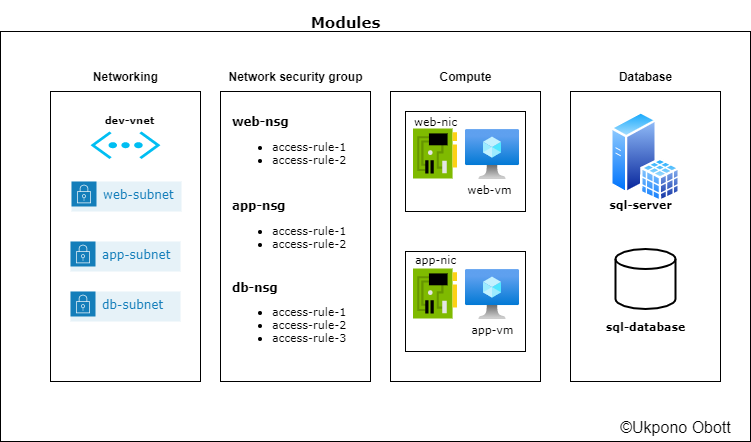 Modules
Networking
dev-vnet
web-subnet
app-subnet
db-subnet
Network security group
web-nsg
• access-rule-1
• access-rule-2
app-nsg
• access-rule-1
• access-rule-2
db-nsg
• access-rule-1
• access-rule-2
• access-rule-3
Compute
web-nic
web-vm
app-nic
app-vm
Database
sql-server
sql-database
©Ukpono Obott